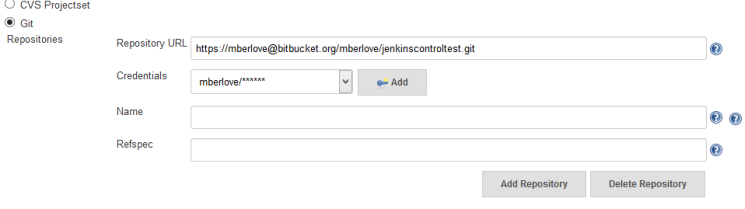 CVS Projectset
Git
Repositories
Repository URL
https://mberlove@bitbucket.org/mberlove/jenkinscontroltest.git
Credentials
mberlove/******
Add
Name
Refspec
Add Repository
Delete Repository